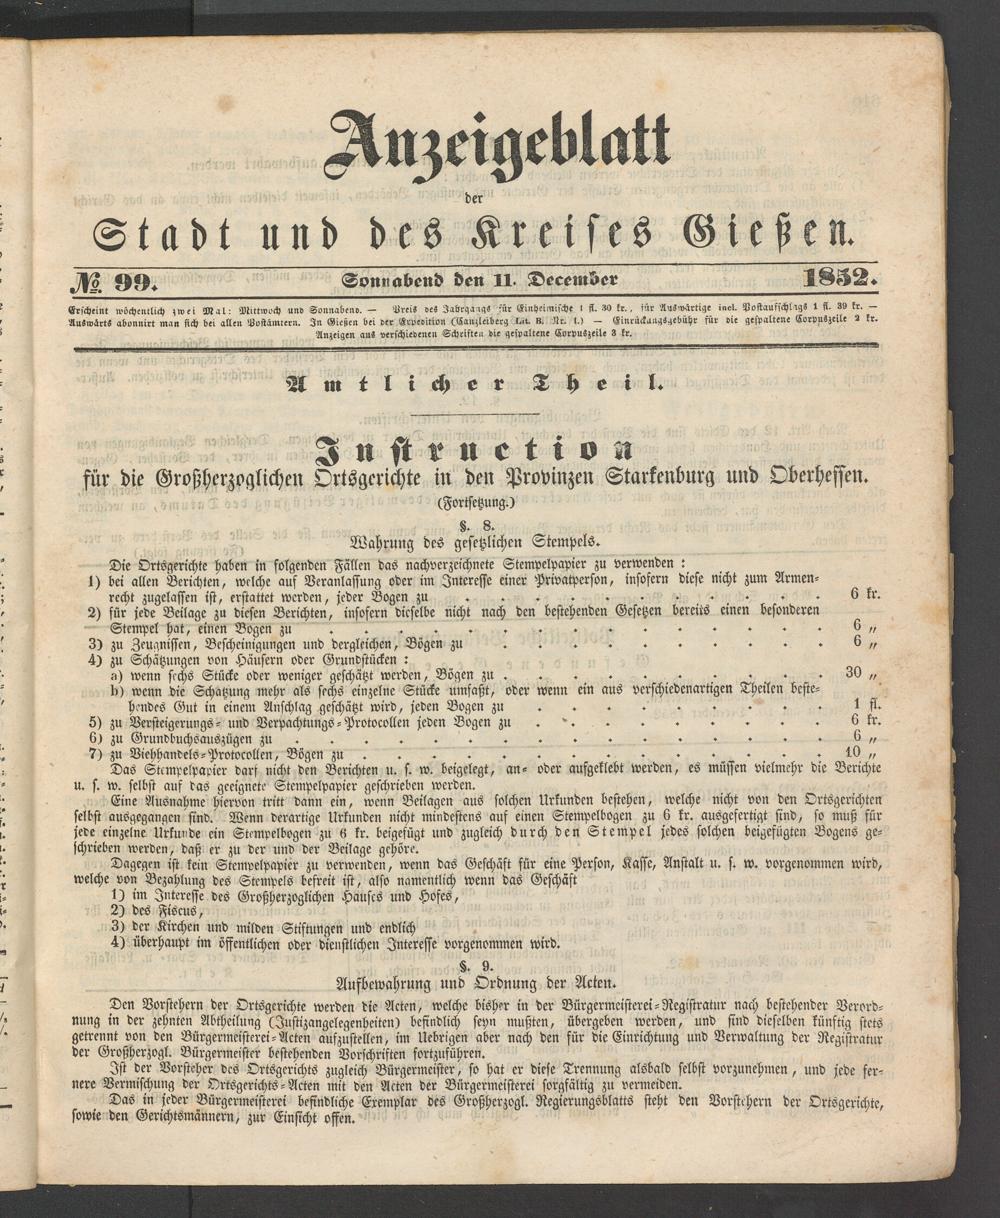 Anzeigeblatt
der
Stadt und des Kreises Gießen.
№ 99. Sonnabend den 11. December 1852.
Erscheint wöchentlich zwei Mal: Mittwoch und Sonnabend. — Preis des Jahrgangs für Einheimische 1 fl. 30 kr., für Auswärtige incl. Postaufschlags 1 fl. 39 kr. —
Auswärts abonnirt man sich bei allen Postämtern. In Gießen bei der Expedition (Canzleiberg Lit. B. Nr. 1.) — Einrückungsgebühr für die gespaltene Corpuszeile 2 kr.
Anzeigen aus verschiedenen Schriften die gespaltene Corpuszeile 3 kr.
Amtlicher Theil.
Instruction
für die Großherzoglichen Ortsgerichte in den Provinzen Starkenburg und Oberhessen.
(Fortsetzung.)
§. 8.
Wahrung des gesetzlichen Stempels.
Die Ortsgerichte haben in folgenden Fällen das nachverzeichnete Stempelpapier zu verwenden:
1) bei allen Berichten, welche auf Veranlassung oder im Interesse einer Privatperson, insofern diese nicht zum Armen-
recht zugelassen ist, erstattet werden, jeder Bogen zu . . . . . . . . . . . 6 kr.
2) für jede Beilage zu diesen Berichten, insofern dieselbe nicht nach den bestehenden Gesetzen bereits einen besonderen
Stempel hat, einen Bogen zu . . . . . . . . . . . . . . . 6 „
3) zu Zeugnissen, Bescheinigungen und dergleichen, Bögen zu . . . . . . . . . . 6 „
4) zu Schätzungen von Häusern oder Grundstücken:
a) wenn sechs Stücke oder weniger geschätzt werden, Bögen zu . . . . . . . . . . 30 „
b) wenn die Schatzung mehr als sechs einzelne Stücke umfaßt, oder wenn ein aus verschiedenartigen Theilen beste-
hendes Gut in einem Anschlag geschätzt wird, jeden Bogen zu . . . . . . . . . 1 fl.
5) zu Versteigerungs- und Verpachtungs-Protocollen jeden Bogen zu . . . . . . . . . 6 kr.
6) zu Grundbuchsauszügen zu . . . . . . . . . . . . . . . . 6 „
7) zu Viehhandels-Protocollen, Bögen zu . . . . . . . . . . . . . . 10 „
Das Stempelpapier darf nicht den Berichten u. s. w. beigelegt, an- oder aufgeklebt werden, es müssen vielmehr die Berichte
u. s. w. selbst auf das geeignete Stempelpapier geschrieben werden.
Eine Ausnahme hiervon tritt dann ein, wenn Beilagen aus solchen Urkunden bestehen, welche nicht von den Ortsgerichten
selbst ausgegangen sind. Wenn derartige Urkunden nicht mindestens auf einen Stempelbogen zu 6 kr. ausgefertigt sind, so muß für
jede einzelne Urkunde ein Stempelbogen zu 6 kr. beigefügt und zugleich durch den Stempel jedes solchen beigefügten Bogens ge-
schrieben werden, daß er zu der und der Beilage gehöre.
Dagegen ist kein Stempelpapier zu verwenden, wenn das Geschäft für eine Person, Kasse, Anstalt u. s. w. vorgenommen wird,
welche von Bezahlung des Stempels befreit ist, also namentlich wenn das Geschäft
1) im Interesse des Großherzoglichen Hauses und Hofes,
2) des Fiscus,
3) der Kirchen und milden Stiftungen und endlich
4) überhaupt im öffentlichen oder dienstlichen Interesse vorgenommen wird.
§. 9.
Aufbewahrung und Ordnung der Acten.
Den Vorstehern der Ortsgerichte werden die Acten, welche bisher in der Bürgermeisterei-Registratur nach bestehender Verord-
nung in der zehnten Abtheilung (Justizangelegenheiten) befindlich seyn mußten, übergeben werden, und sind dieselben künftig stets
getrennt von den Bürgermeisterei-Acten aufzustellen, im Uebrigen aber nach den für die Einrichtung und Verwaltung der Registratur
der Großherzogl. Bürgermeister bestehenden Vorschriften fortzuführen.
Ist der Vorsteher des Ortsgerichts zugleich Bürgermeister, so hat er diese Trennung alsbald selbst vorzunehmen, und jede fer-
nere Vermischung der Ortsgerichts-Acten mit den Acten der Bürgermeisterei sorgfältig zu vermeiden.
Das in jeder Bürgermeisterei befindliche Exemplar des Großherzogl. Regierungsblatts steht den Vorstehern der Ortsgerichte,
sowie den Gerichtsmännern, zur Einsicht offen.